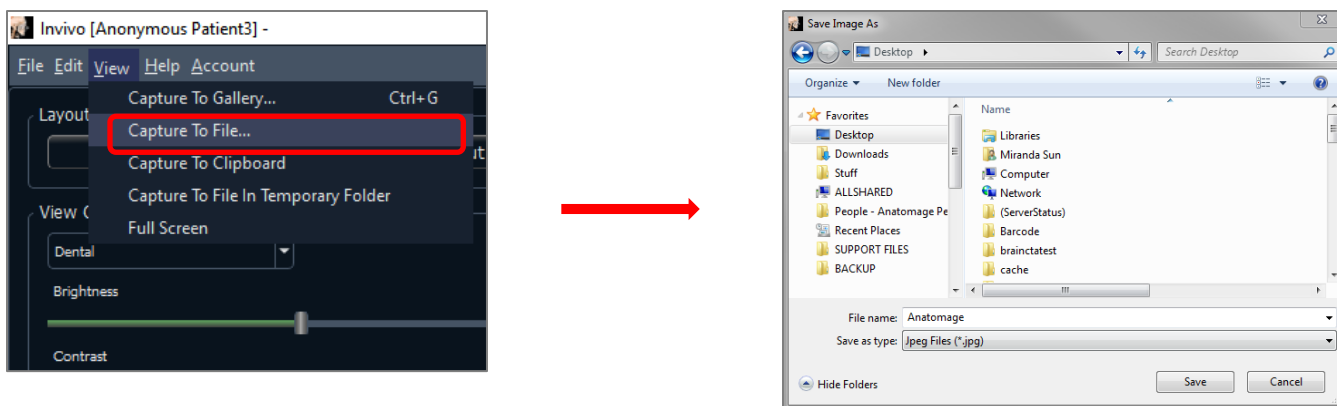 Invivo [Anonymous Patient3] -
File Edit View Help Account
Capture To Gallery... Ctrl+G
Layout
Capture To File...
Capture To Clipboard
Capture To File In Temporary Folder
View
Full Screen
Dental
Brightness
Contrast
Save Image As
Desktop
Search Desktop
Organize
New folder
Favorites
Desktop
Downloads
Stuff
ALLSHARED
People - Anatomage Pe
Recent Places
SUPPORT FILES
BACKUP
Name
Libraries
Miranda Sun
Computer
Network
(ServerStatus)
Barcode
brainctatest
cache
File name: Anatomage
Save as type: Jpeg Files (*.jpg)
Hide Folders
Save
Cancel